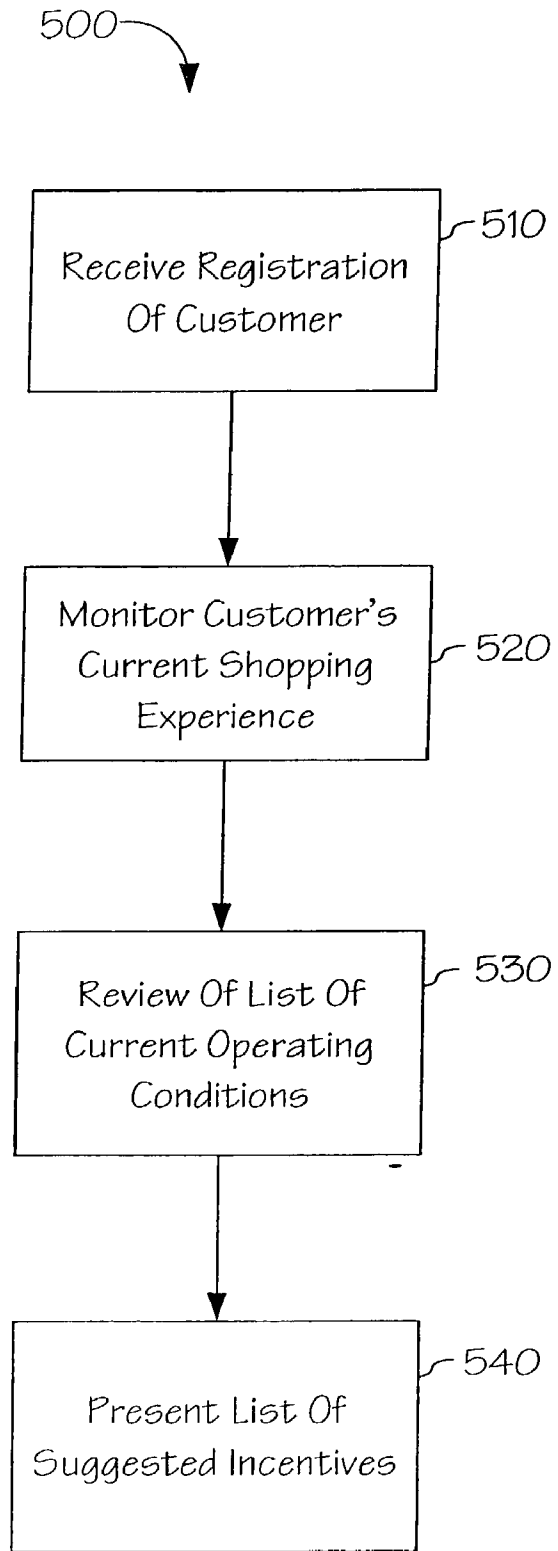 500
Receive Registration
Of Customer
510
Monitor Customer's
Current Shopping
Experience
520
Review Of List Of
Current Operating
Conditions
530
Present List Of
Suggested Incentives
540